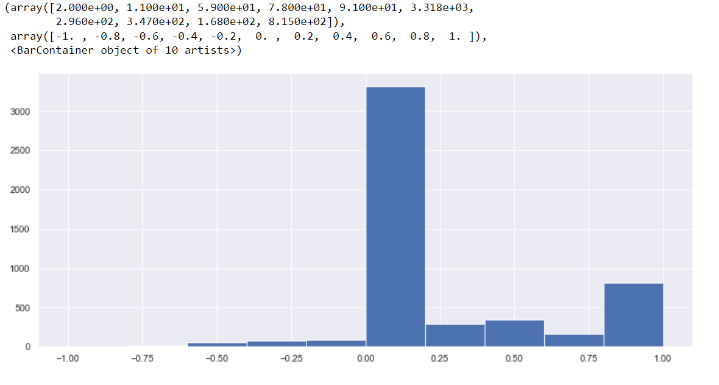 (array([2.000e+00, 1.100e+01, 5.900e+01, 7.800e+01, 9.100e+01, 3.318e+03,
2.960e+02, 3.470e+02, 1.680e+02, 8.150e+02]),
array([-1. , -0.8, -0.6, -0.4, -0.2, 0. , 0.2, 0.4, 0.6, 0.8, 1. ]),
<BarContainer object of 10 artists>)
3000
2500
2000
1500
1000
500
0
−1.00 −0.75 −0.50 −0.25 0.00 0.25 0.50 0.75 1.00